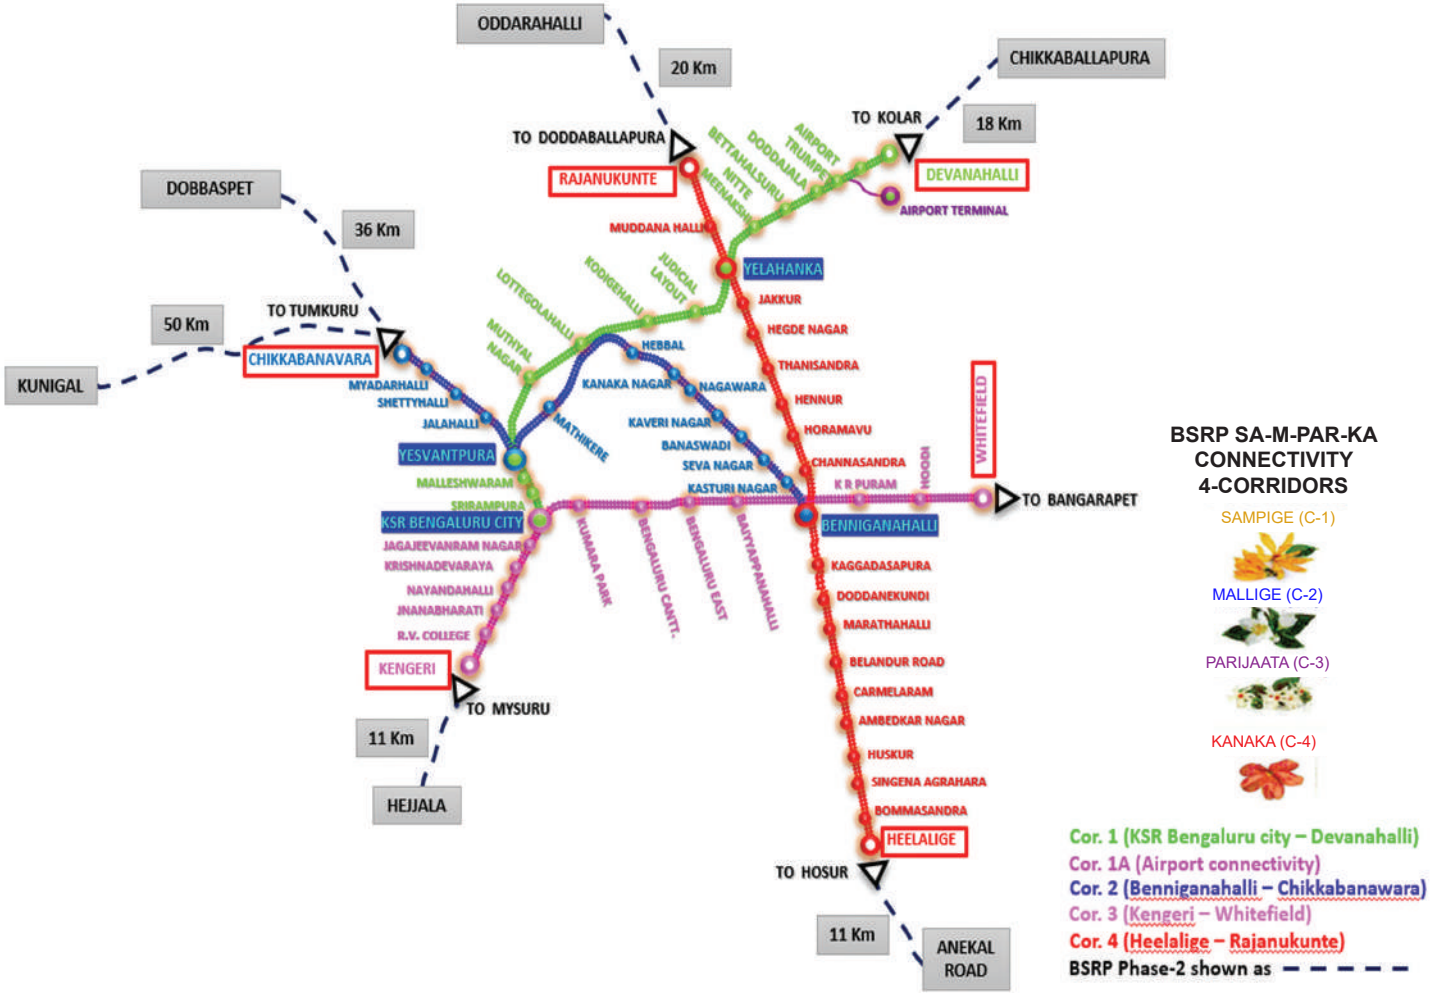 ODDARAHALLI
20 Km
CHIKKABALLAPURA
18 Km
TO KOLAR
TO DODDABALLAPURA
RAJANUKUNTE
DEVANAHALLI
AIRPORT
TRUMPET
DODDAJALA
BETTAHALSURU
NITTE
MEENAKSHI
AIRPORT TERMINAL
DOBBASPET
36 Km
MUDDANA HALLI
YELAHANKA
JUDICIAL
LAYOUT
KODIGEHALLI
LOTTEGOLAHALLI
MUTHYAL
NAGAR
50 Km
TO TUMKURU
CHIKKABANAVARA
KUNIGAL
MYADARHALLI
SHETTYHALLI
JALAHALLI
YESVANTPURA
MATHIKERE
HEBBAL
KANAKA NAGAR
NAGAWARA
KAVERI NAGAR
BANASWADI
SEVA NAGAR
KASTURI NAGAR
JAKKUR
HEGDE NAGAR
THANISANDRA
HENNUR
HORAMAVU
CHANNASANDRA
K R PURAM
HOODI
WHITEFIELD
TO BANGARAPET
BENNIGANAHALLI
MALLESHWARAM
SRIRAMPURA
KSR BENGALURU CITY
KUMARA PARK
BENGALURU CANTT.
BENGALURU EAST
BAIYYAPPANAHALLI
JAGAJEEVANRAM NAGAR
KRISHNADEVARAYA
NAYANDAHALLI
JNANABHARATI
R.V. COLLEGE
KENGERI
TO MYSURU
11 Km
HEJJALA
KAGGADASAPURA
DODDANEKUNDI
MARATHAHALLI
BELANDUR ROAD
CARMELARAM
AMBEDKAR NAGAR
HUSKUR
SINGENA AGRAHARA
BOMMASANDRA
HEELALIGE
TO HOSUR
11 Km
ANEKAL
ROAD
BSRP SA-M-PAR-KA
CONNECTIVITY
4-CORRIDORS
SAMPIGE (C-1)
MALLIGE (C-2)
PARIJAATA (C-3)
KANAKA (C-4)
Cor. 1 (KSR Bengaluru city – Devanahalli)
Cor. 1A (Airport connectivity)
Cor. 2 (Benniganahalli – Chikkabanawara)
Cor. 3 (Kengeri – Whitefield)
Cor. 4 (Heelalige – Rajanukunte)
BSRP Phase-2 shown as